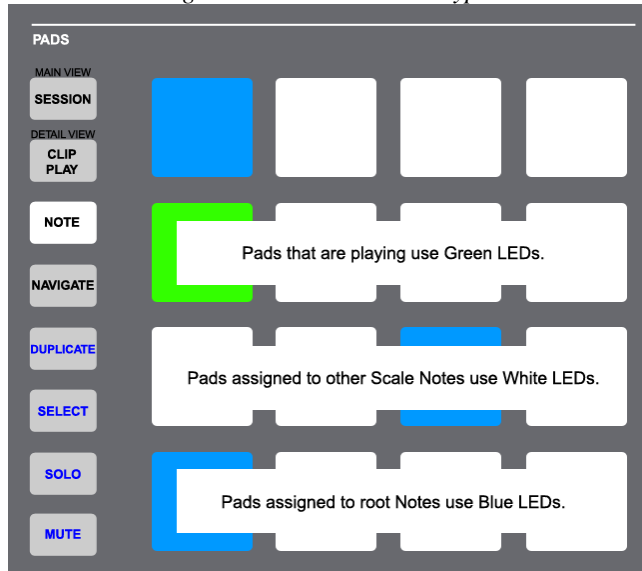 PADS
MAIN VIEW
SESSION
DETAIL VIEW
CLIP
PLAY
NOTE
Pads that are playing use Green LEDs.
NAVIGATE
DUPLICATE
Pads assigned to other Scale Notes use White LEDs.
SELECT
SOLO
Pads assigned to root Notes use Blue LEDs.
MUTE